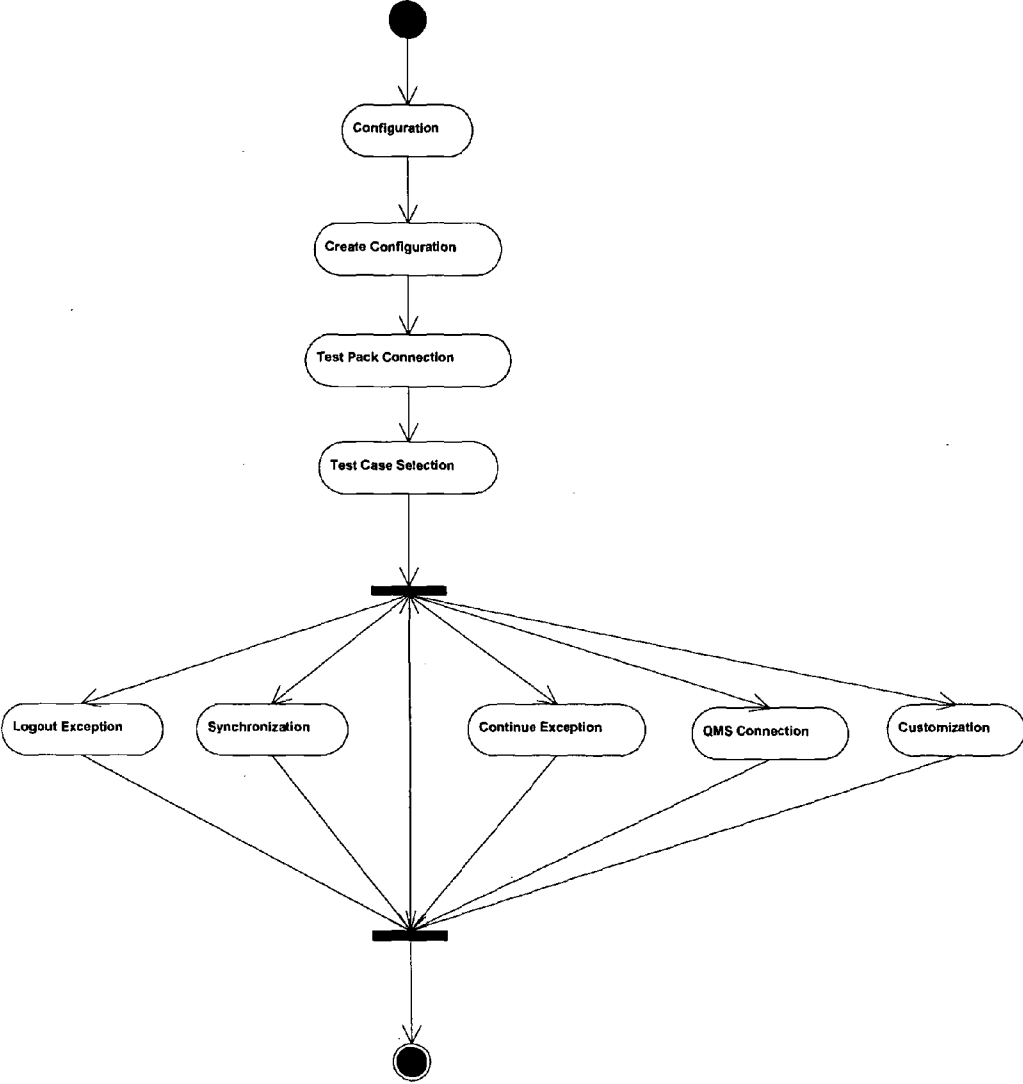 Configuration
Create Configuration
Test Pack Connection
Test Case Selection
Logout Exception
Synchronization
Continue Exception
QMS Connection
Customization